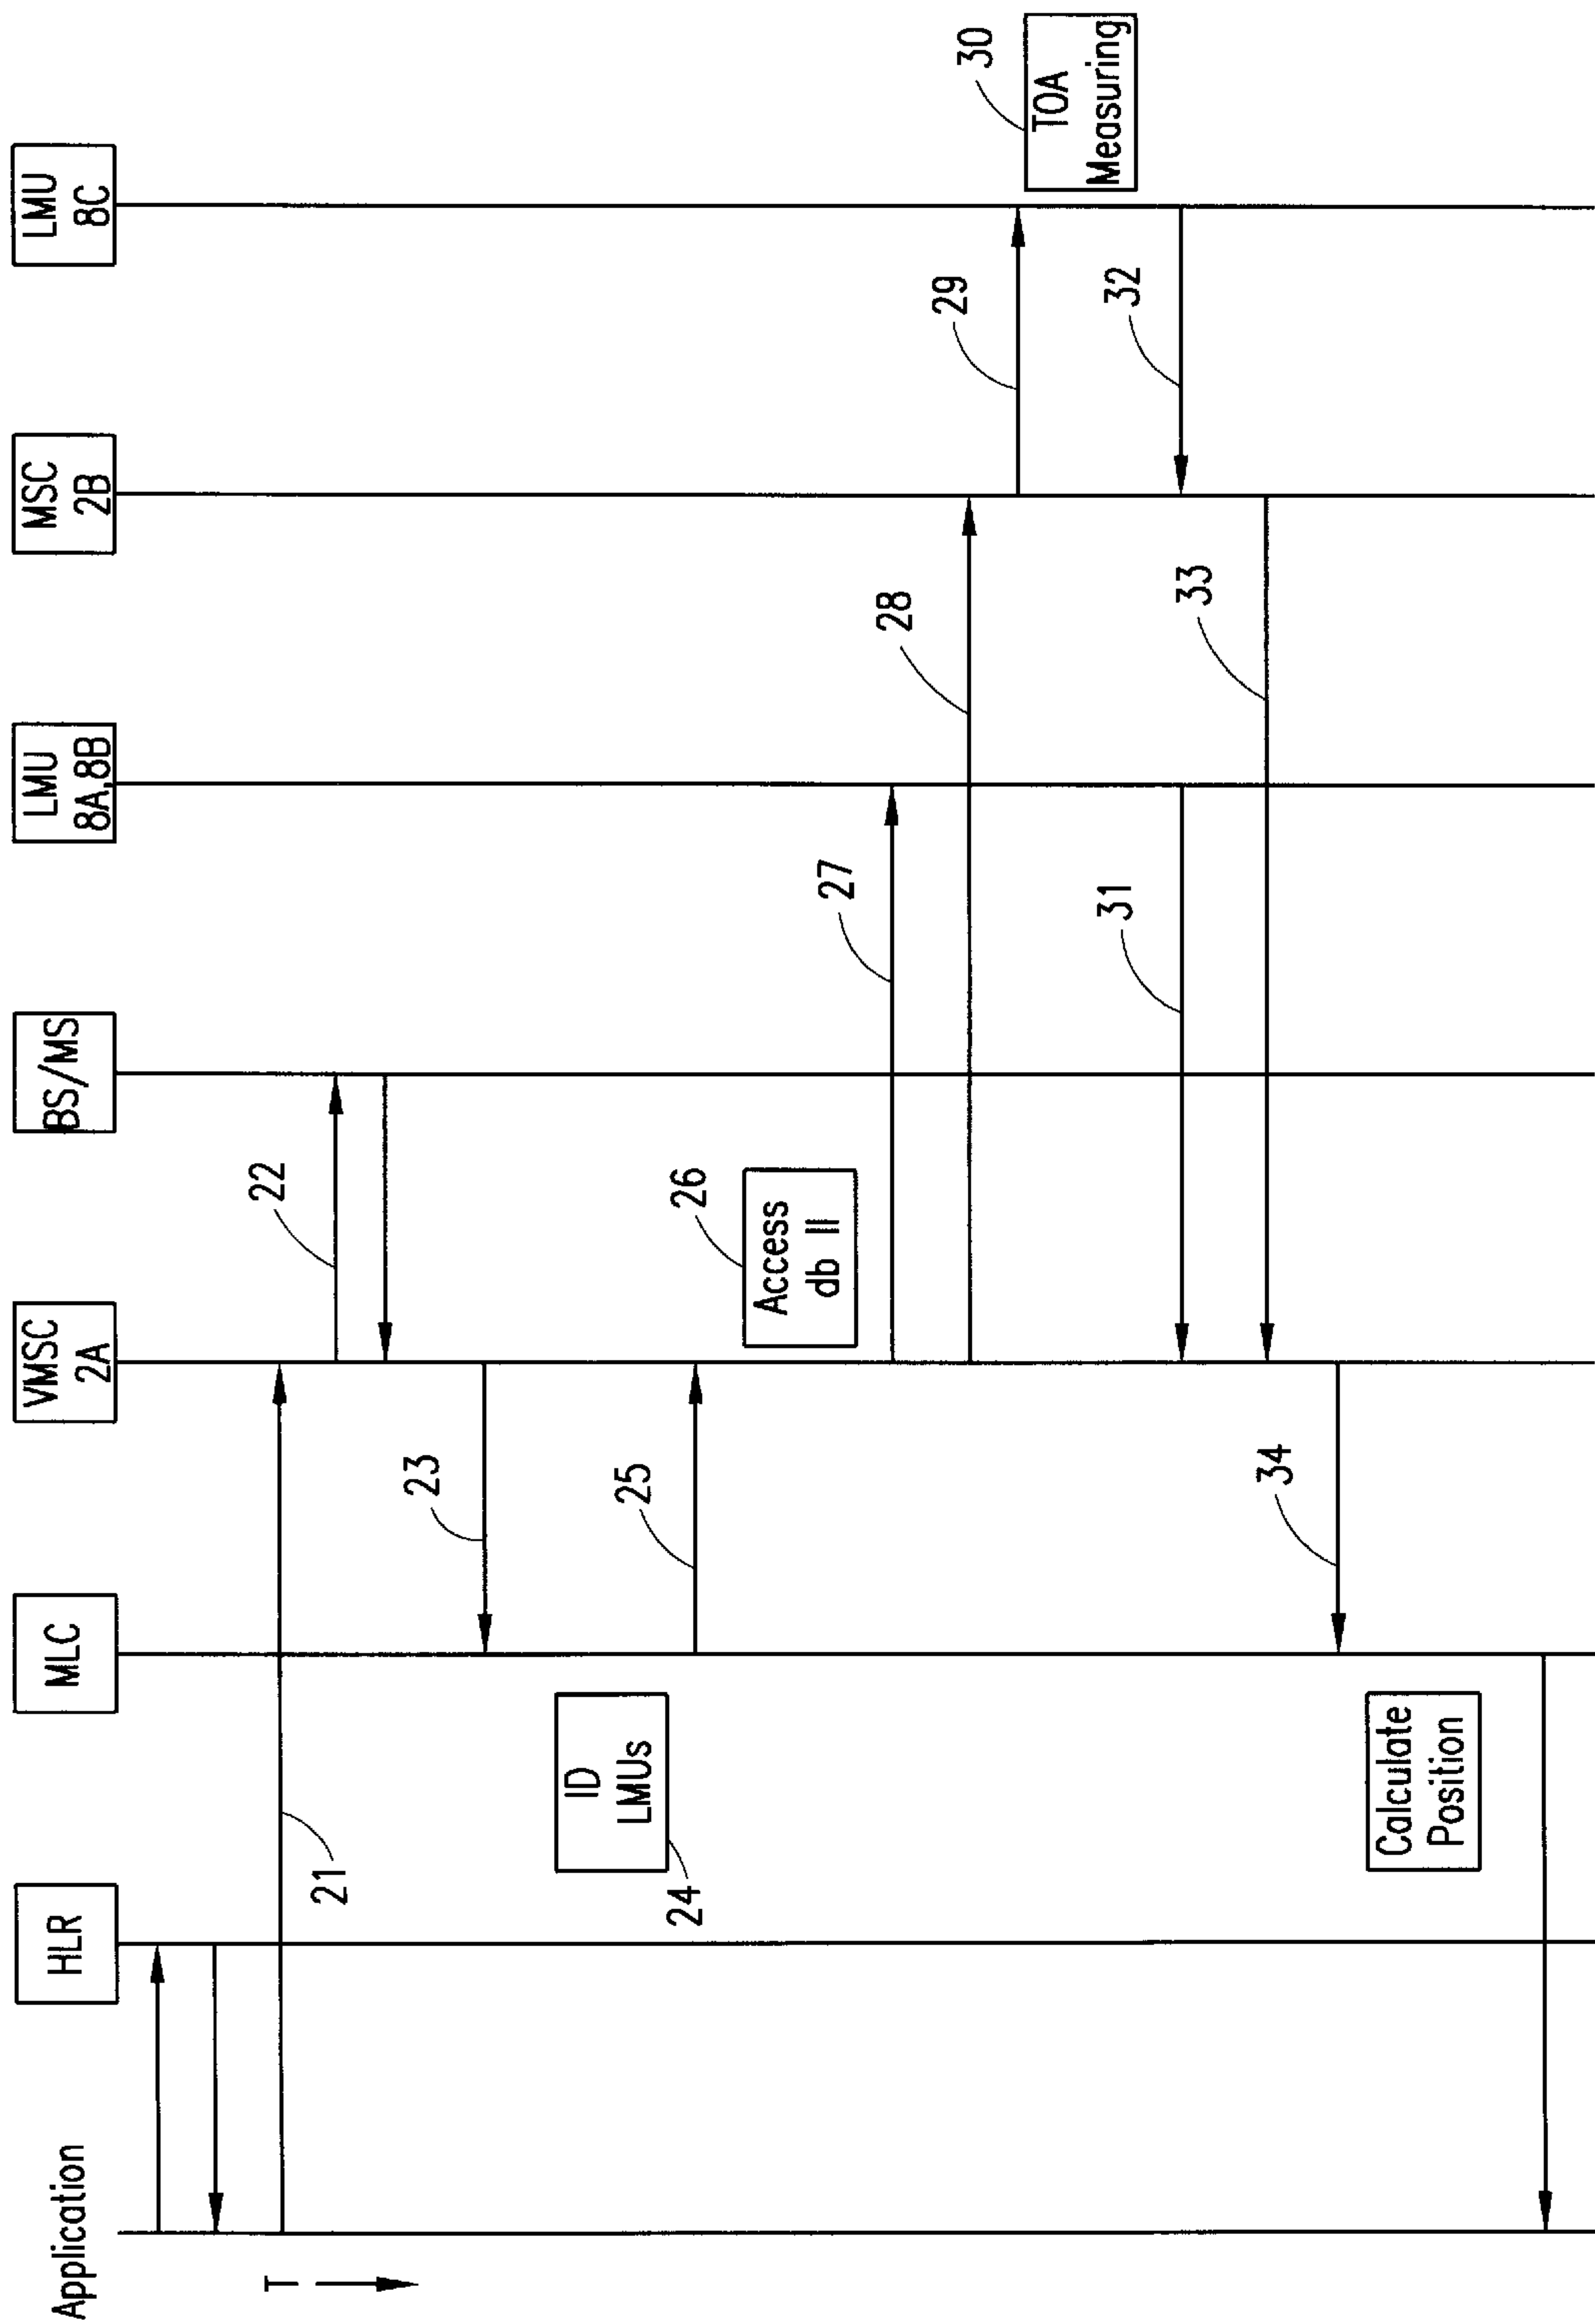 Application
HLR
MLC
VMSC
2A
BS/MS
LMU
8A,8B
MSC
2B
LMU
8C
T
21
22
23
ID
LMUs
24
25
26
Access
db II
27
28
29
30
TOA
Measuring
31
32
33
34
Calculate
Position